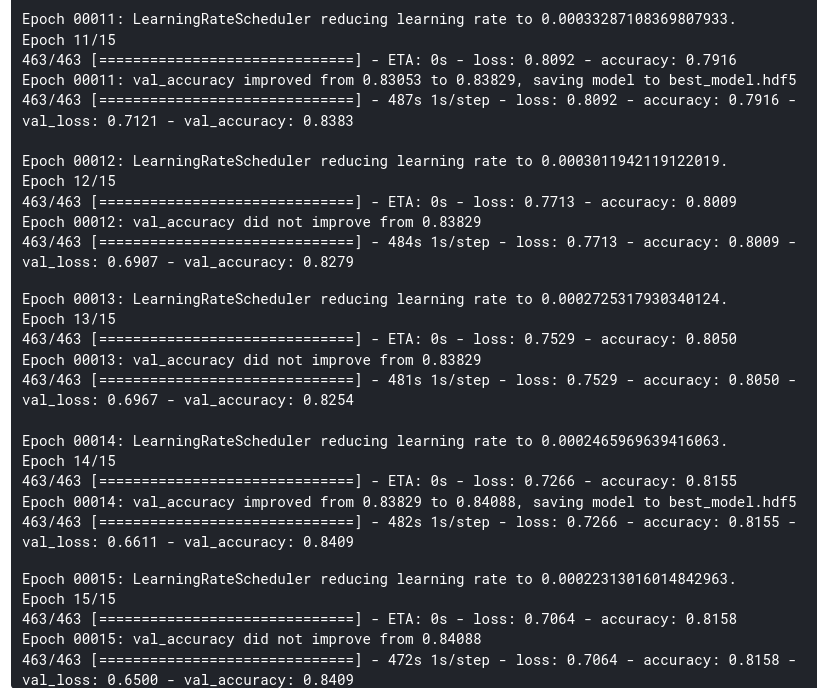 Epoch 00011: LearningRateScheduler reducing learning rate to 0.00033287108369807933.
Epoch 11/15
463/463 [==============================] - ETA: 0s - loss: 0.8092 - accuracy: 0.7916
Epoch 00011: val_accuracy improved from 0.83053 to 0.83829, saving model to best_model.hdf5
463/463 [==============================] - 487s 1s/step - loss: 0.8092 - accuracy: 0.7916 -
val_loss: 0.7121 - val_accuracy: 0.8383
Epoch 00012: LearningRateScheduler reducing learning rate to 0.0003011942119122019.
Epoch 12/15
463/463 [==============================] - ETA: 0s - loss: 0.7713 - accuracy: 0.8009
Epoch 00012: val_accuracy did not improve from 0.83829
463/463 [==============================] - 484s 1s/step - loss: 0.7713 - accuracy: 0.8009 -
val_loss: 0.6907 - val_accuracy: 0.8279
Epoch 00013: LearningRateScheduler reducing learning rate to 0.0002725317930340124.
Epoch 13/15
463/463 [==============================] - ETA: 0s - loss: 0.7529 - accuracy: 0.8050
Epoch 00013: val_accuracy did not improve from 0.83829
463/463 [==============================] - 481s 1s/step - loss: 0.7529 - accuracy: 0.8050 -
val_loss: 0.6967 - val_accuracy: 0.8254
Epoch 00014: LearningRateScheduler reducing learning rate to 0.00024659696394160​63.
Epoch 14/15
463/463 [==============================] - ETA: 0s - loss: 0.7266 - accuracy: 0.8155
Epoch 00014: val_accuracy improved from 0.83829 to 0.84088, saving model to best_model.hdf5
463/463 [==============================] - 482s 1s/step - loss: 0.7266 - accuracy: 0.8155 -
val_loss: 0.6611 - val_accuracy: 0.8409
Epoch 00015: LearningRateScheduler reducing learning rate to 0.00022313016014842963.
Epoch 15/15
463/463 [==============================] - ETA: 0s - loss: 0.7064 - accuracy: 0.8158
Epoch 00015: val_accuracy did not improve from 0.84088
463/463 [==============================] - 472s 1s/step - loss: 0.7064 - accuracy: 0.8158 -
val_loss: 0.6500 - val_accuracy: 0.8409